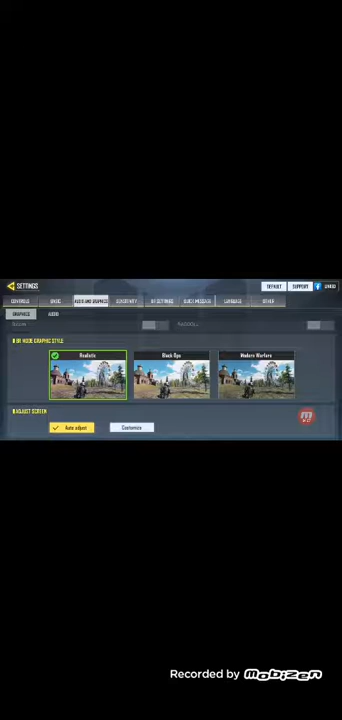 SETTINGS
DEFAULT
SUPPORT
CONTROLS BASIC AUDIO AND GRAPHICS SENSITIVITY BR SETTINGS QUICK MESSAGE LANGUAGE OTHER
GRAPHICS AUDIO
BR MODE GRAPHIC STYLE
Realistic Black Ops Modern Warfare
ADJUST SCREEN
Auto adjust Customize
Recorded by MOBIZEN